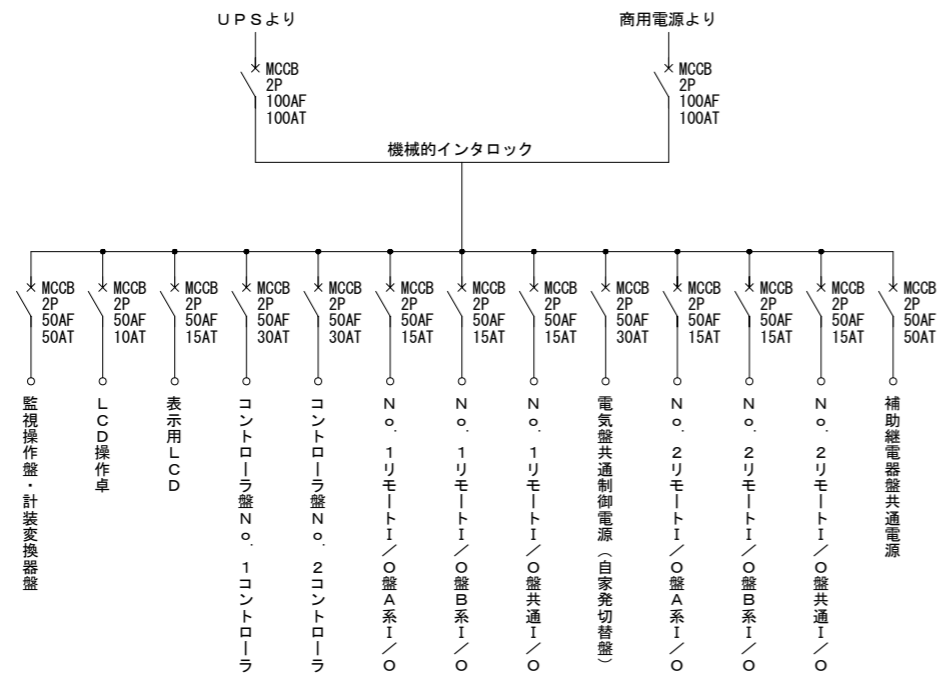 UPSより
商用電源より
MCCB
2P
100AF
100AT
MCCB
2P
100AF
100AT
機械的インタロック
MCCB
2P
50AF
50AT
MCCB
2P
50AF
10AT
MCCB
2P
50AF
15AT
MCCB
2P
50AF
30AT
MCCB
2P
50AF
30AT
MCCB
2P
50AF
15AT
MCCB
2P
50AF
15AT
MCCB
2P
50AF
15AT
MCCB
2P
50AF
30AT
MCCB
2P
50AF
15AT
MCCB
2P
50AF
15AT
MCCB
2P
50AF
15AT
MCCB
2P
50AF
50AT
監視操作盤・計装変換器盤
LCD操作卓
表示用LCD
コントローラ盤No.1コントローラ
コントローラ盤No.2コントローラ
No.1リモートI/O盤A系I/O
No.1リモートI/O盤B系I/O
No.1リモートI/O盤共通I/O
電気盤共通制御電源(自家発切替盤)
No.2リモートI/O盤A系I/O
No.2リモートI/O盤B系I/O
No.2リモートI/O盤共通I/O
補助継電器盤共通電源